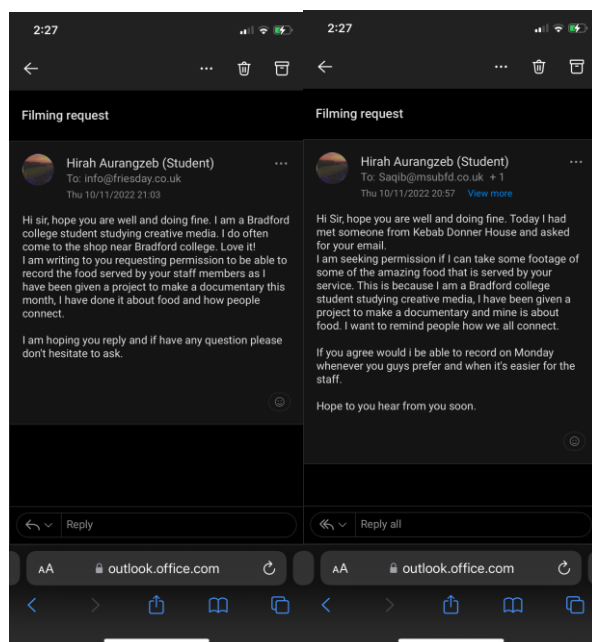 2:27
Filming request
Hirah Aurangzeb (Student)
To: info@friesday.co.uk
Thu 10/11/2022 21:03
Hi sir, hope you are well and doing fine. I am a Bradford
college student studying creative media. I do often
come to the shop near Bradford college. Love it!
I am writing to you requesting permission to be able to
record the food served by your staff members as I
have been given a project to make a documentary this
month, I have done it about food and how people
connect.
I am hoping you reply and if have any question please
don't hesitate to ask.
Reply
AA outlook.office.com
2:27
Filming request
Hirah Aurangzeb (Student)
To: Saqib@msubfd.co.uk + 1
Thu 10/11/2022 20:57 View more
Hi Sir, hope you are well and doing fine. Today I had
met someone from Kebab Donner House and asked
for your email.
I am seeking permission if I can take some footage of
some of the amazing food that is served by your
service. This is because I am a Bradford college
student studying creative media, I have been given a
project to make a documentary and mine is about
food. I want to remind people how we all connect.
If you agree would i be able to record on Monday
whenever you guys prefer and when it's easier for the
staff.
Hope to you hear from you soon.
Reply all
AA outlook.office.com